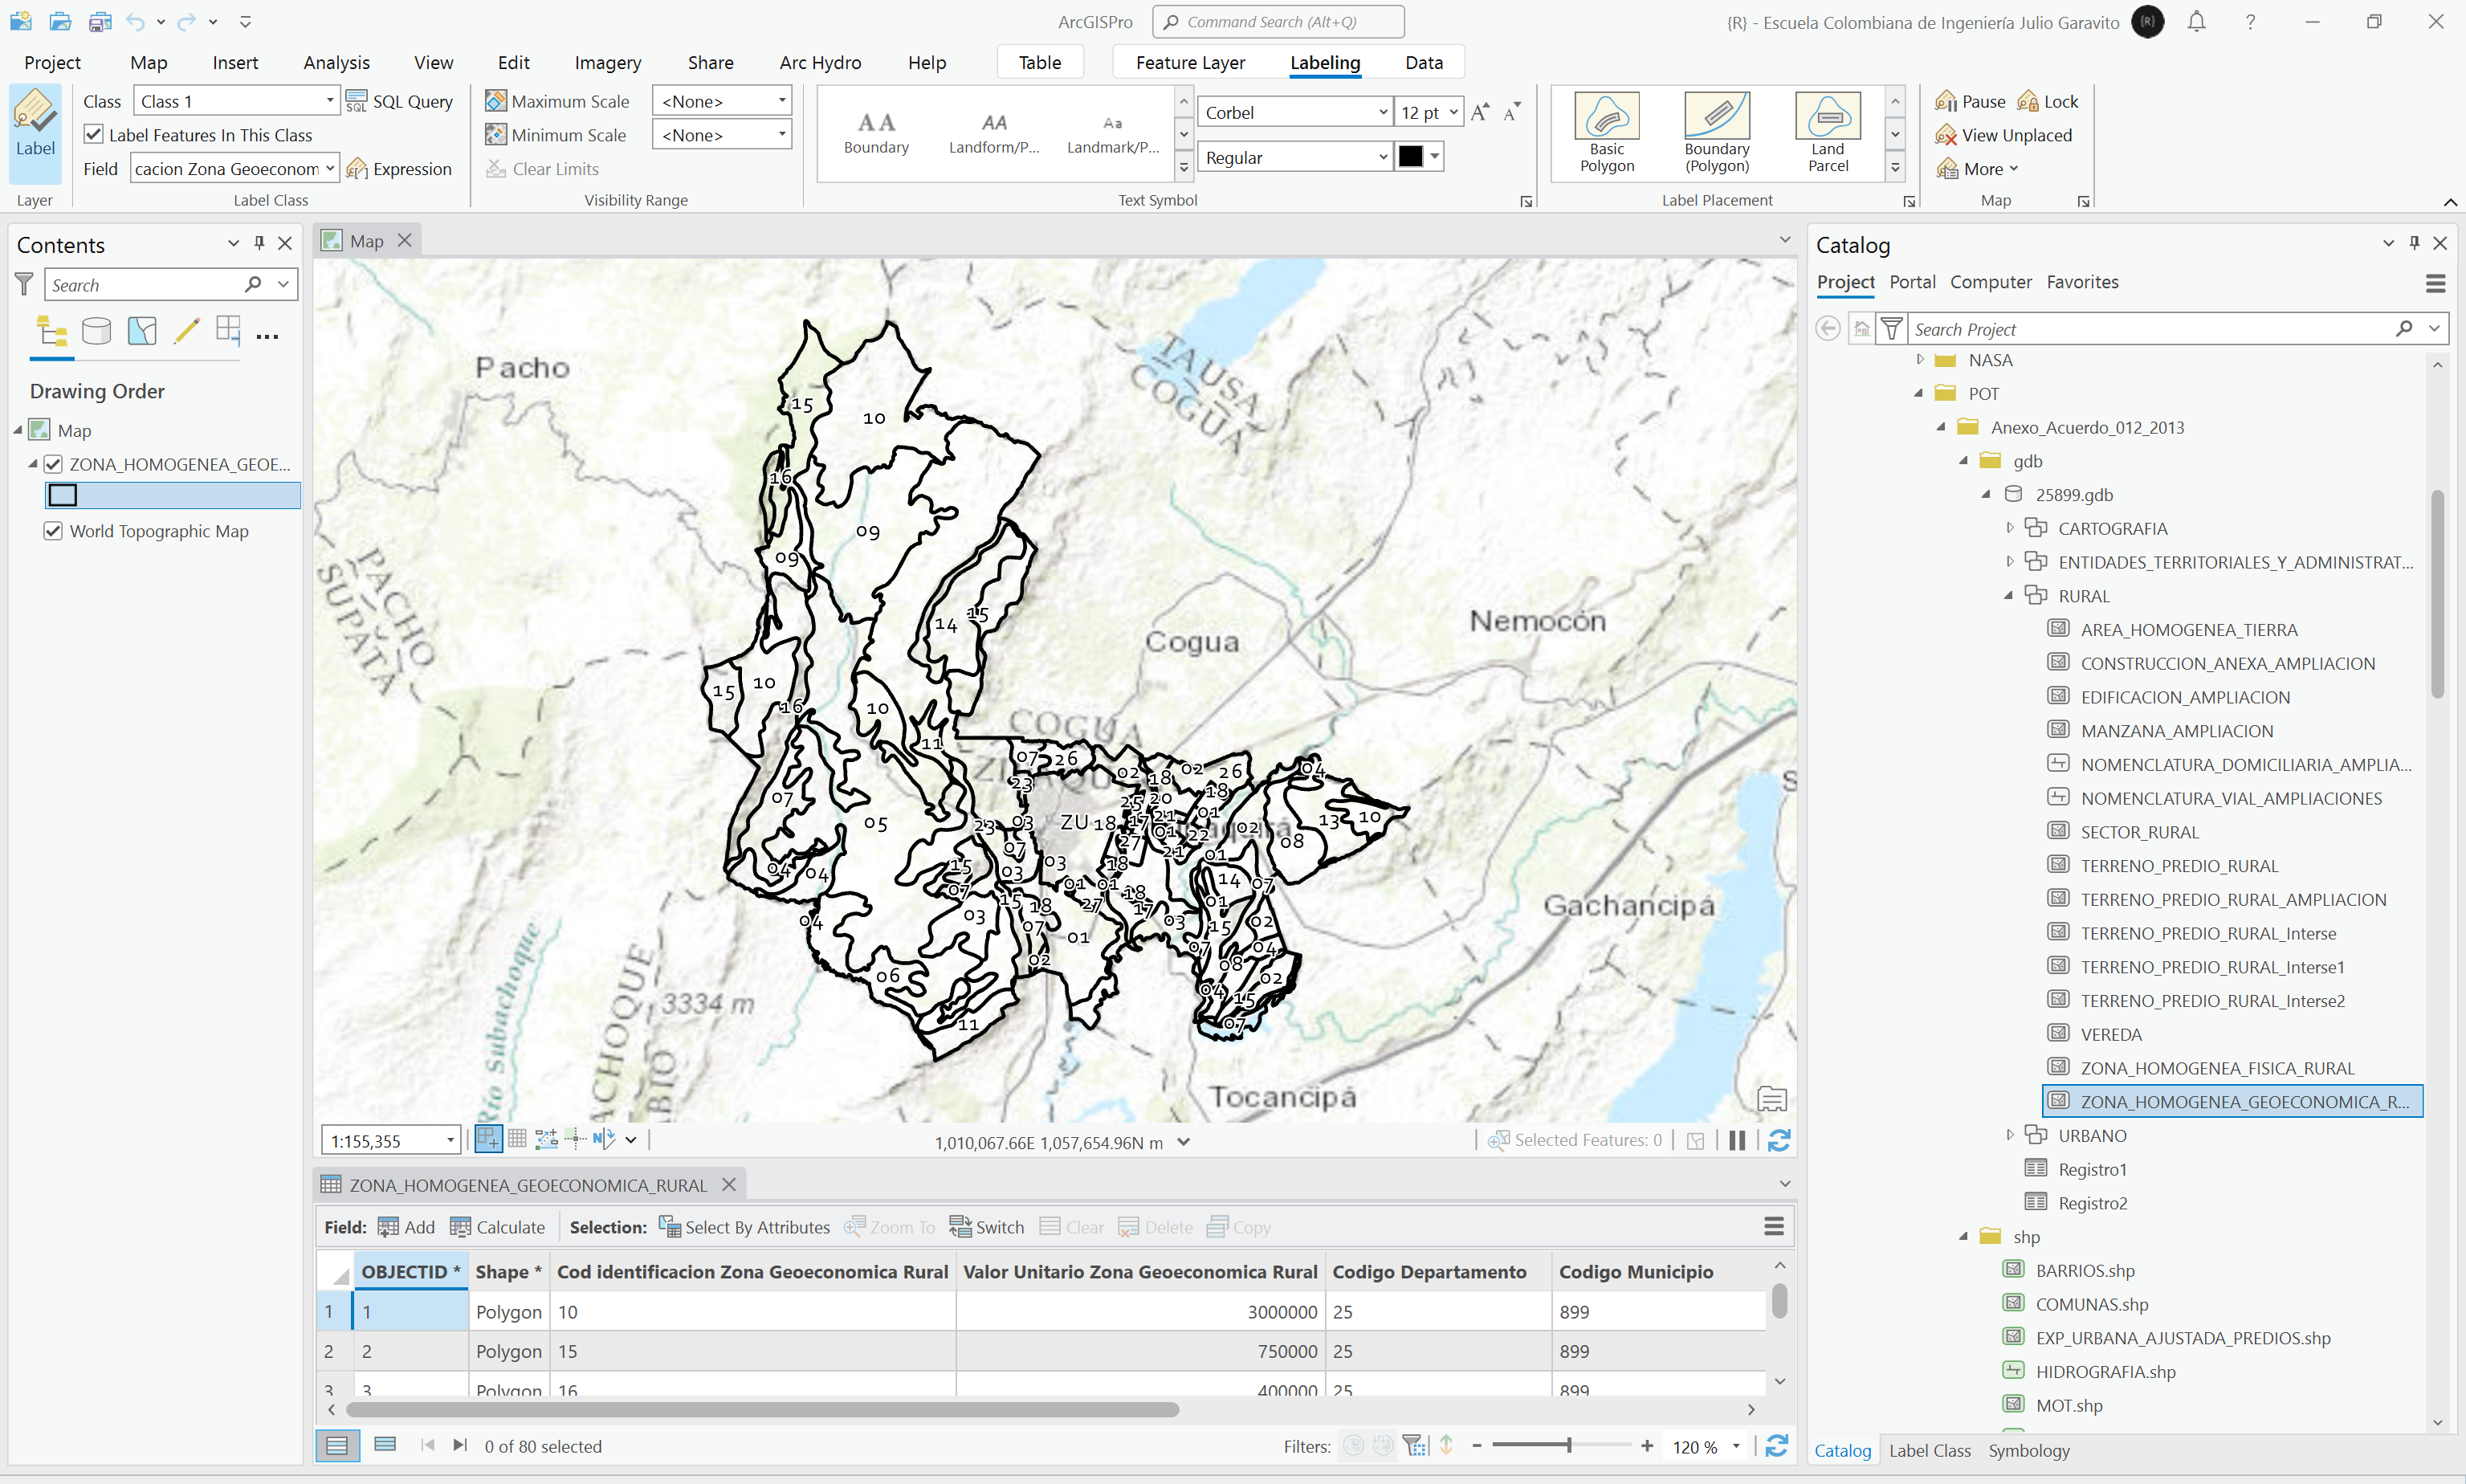 ArcGISPro
Command Search (Alt+Q)
{R} - Escuela Colombiana de Ingeniería Julio Garavito
{R}
?
Project Map Insert Analysis View Edit Imagery Share Arc Hydro Help Table Feature Layer Labeling Data
Label
Layer
Class Class 1 SQL Query
Label Features In This Class
Field cacion Zona Geoeconom Expression
Label Class
Maximum Scale <None>
Minimum Scale <None>
Clear Limits
Visibility Range
AA Boundary
AA Landform/P...
Aa Landmark/P...
Corbel 12 pt
Regular
Text Symbol
Basic Polygon
Boundary (Polygon)
Land Parcel
Label Placement
Pause Lock
View Unplaced
More
Map
Contents
Search
Drawing Order
Map
ZONA_HOMOGENEA_GEOE...
World Topographic Map
Map
Pacho
TAUSA
COGUA
PACHO
SUPATÁ
Cogua
Nemocón
COGUA
Gachancipá
Río Subachoque
3334 m
Tocancipá
15
10
16
09
09
14
15
15
10
16
10
11
07 26
23
02 18 02 26 04
18
07
05
23 03
ZU 18
25 20
17 21 01
01 22 02
27 21
08 13 10
07 03 18 01
15 03
04 04
07
14 07
01 01
15 18 27 18 17
01
04
03 07 01 03
15 02
07 04
02
06
08 02
04 15
11
07
1:155,355
1,010,067.66E 1,057,654.96N m
Selected Features: 0
ZONA_HOMOGENEA_GEOECONOMICA_RURAL
Field: Add Calculate Selection: Select By Attributes Zoom To Switch Clear Delete Copy
OBJECTID * Shape * Cod identificacion Zona Geoeconomica Rural Valor Unitario Zona Geoeconomica Rural Codigo Departamento Codigo Municipio
1 1 Polygon 10 3000000 25 899
2 2 Polygon 15 750000 25 899
3 3 Polygon 16 400000 25 899
0 of 80 selected
Filters:
120 %
Catalog
Project Portal Computer Favorites
Search Project
NASA
POT
Anexo_Acuerdo_012_2013
gdb
25899.gdb
CARTOGRAFIA
ENTIDADES_TERRITORIALES_Y_ADMINISTRAT...
RURAL
AREA_HOMOGENEA_TIERRA
CONSTRUCCION_ANEXA_AMPLIACION
EDIFICACION_AMPLIACION
MANZANA_AMPLIACION
NOMENCLATURA_DOMICILIARIA_AMPLIA...
NOMENCLATURA_VIAL_AMPLIACIONES
SECTOR_RURAL
TERRENO_PREDIO_RURAL
TERRENO_PREDIO_RURAL_AMPLIACION
TERRENO_PREDIO_RURAL_Interse
TERRENO_PREDIO_RURAL_Interse1
TERRENO_PREDIO_RURAL_Interse2
VEREDA
ZONA_HOMOGENEA_FISICA_RURAL
ZONA_HOMOGENEA_GEOECONOMICA_R...
URBANO
Registro1
Registro2
shp
BARRIOS.shp
COMUNAS.shp
EXP_URBANA_AJUSTADA_PREDIOS.shp
HIDROGRAFIA.shp
MOT.shp
Catalog Label Class Symbology